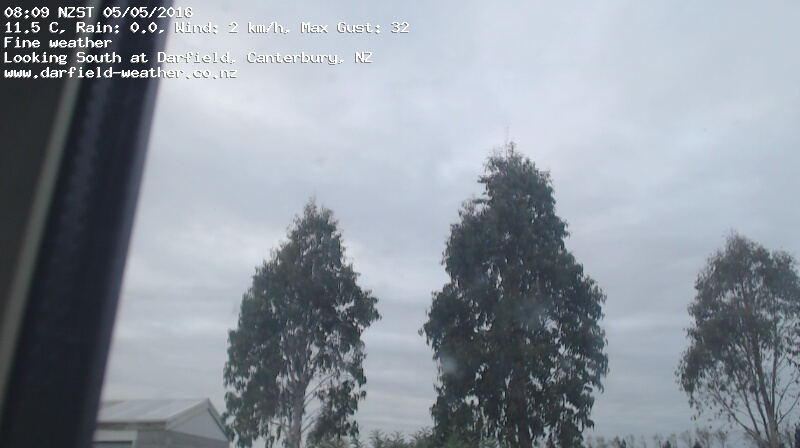 08:09 NZST 05/05/2016
11.5 C, Rain: 0.0, Wind: 2 km/h, Max Gust: 32
Fine weather
Looking South at Darfield, Canterbury, NZ
www.darfield-weather.co.nz